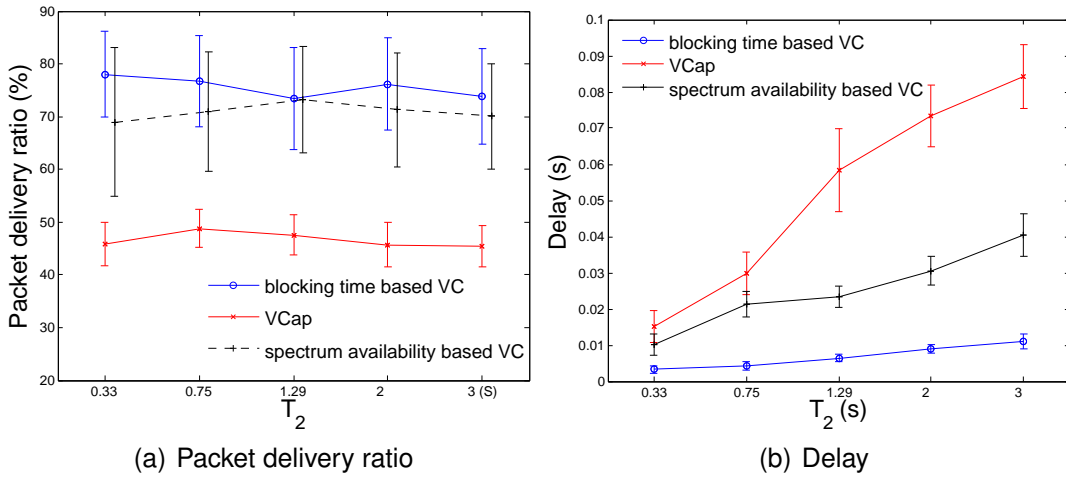 90
80
70
60
50
40
30
20
Packet delivery ratio (%)
blocking time based VC
VCap
spectrum availability based VC
0.33
0.75
1.29
2
3 (S)
T2
(a) Packet delivery ratio
0.1
0.09
0.08
0.07
0.06
0.05
0.04
0.03
0.02
0.01
0
Delay (s)
blocking time based VC
VCap
spectrum availability based VC
0.33
0.75
1.29
2
3
T2 (s)
(b) Delay